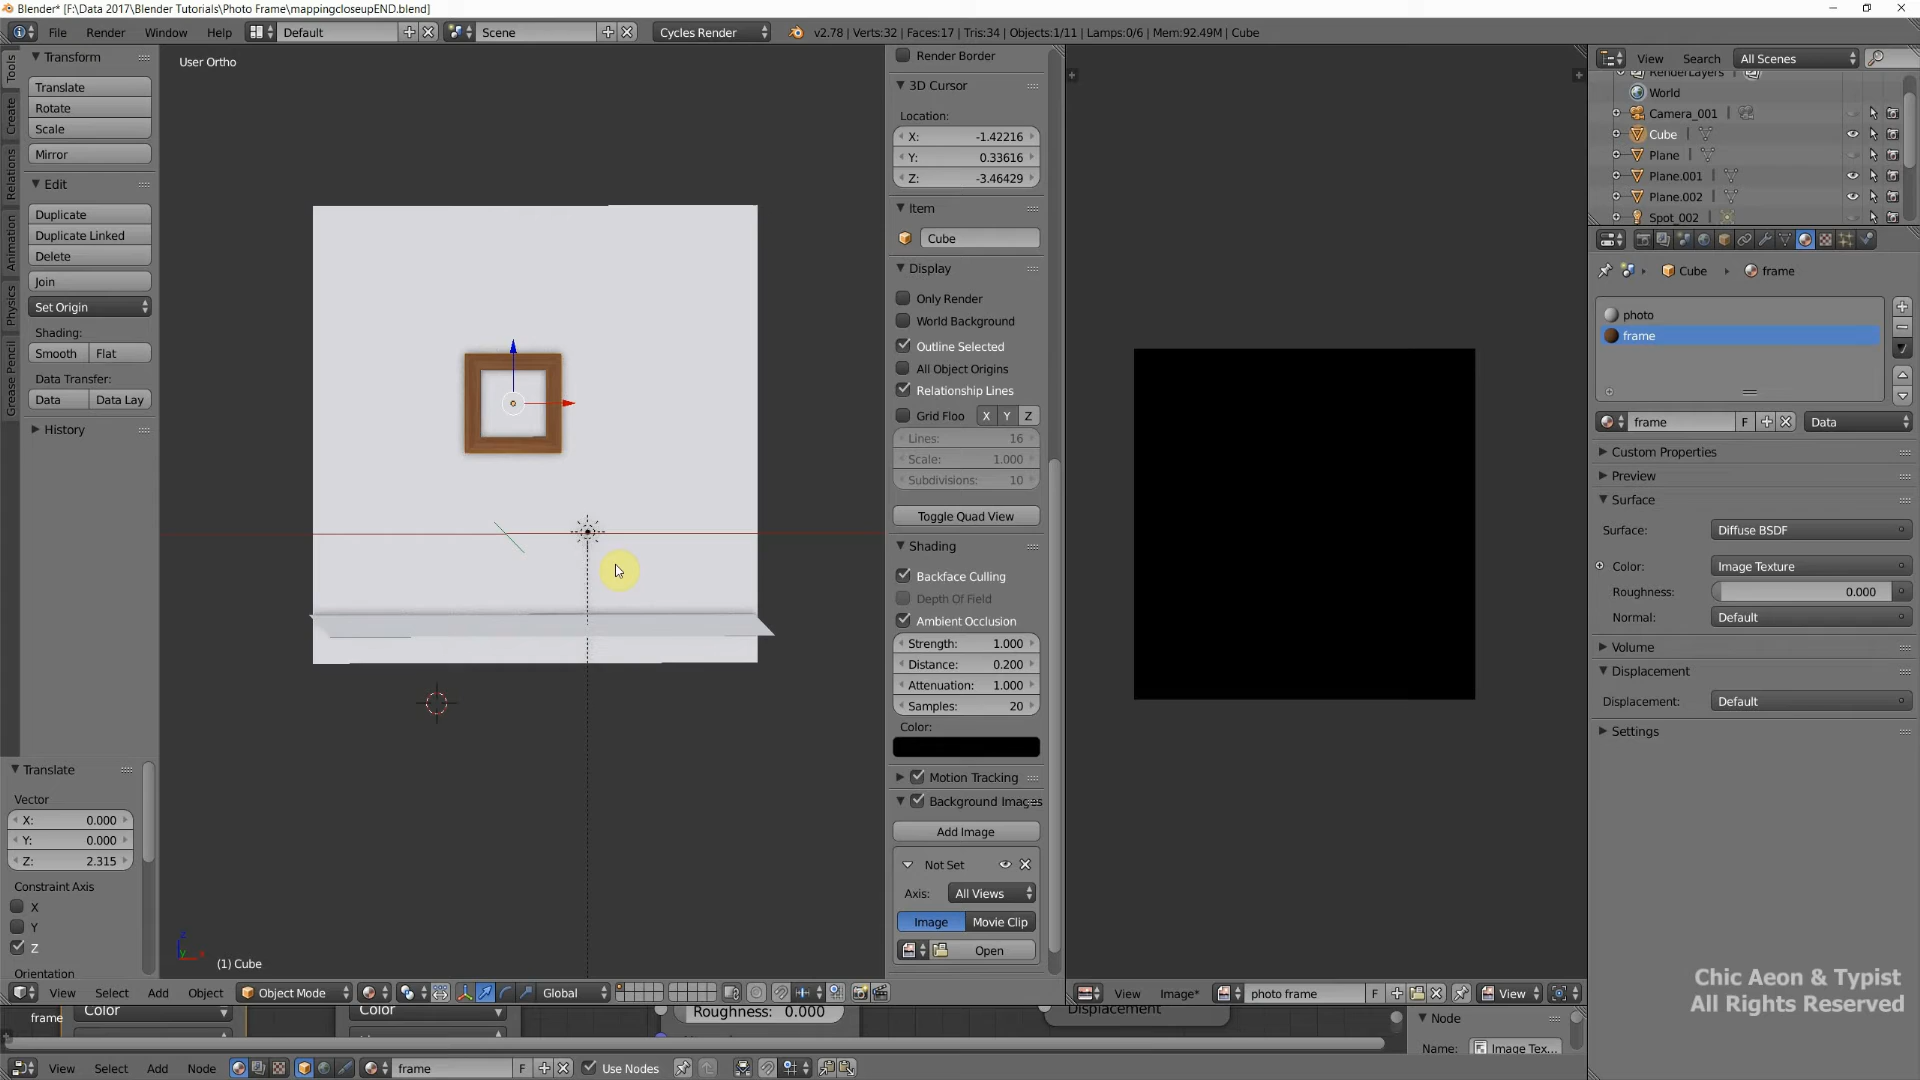 Blender* [F:\Data 2017\Blender Tutorials\Photo Frame\mappingcloseupEND.blend]
File Render Window Help Default Scene Cycles Render v2.78 | Verts:32 | Faces:17 | Tris:34 | Objects:1/11 | Lamps:0/6 | Mem:92.49M | Cube
Tools
Create
Relations
Animation
Physics
Grease Pencil
Transform
Translate
Rotate
Scale
Mirror
Edit
Duplicate
Duplicate Linked
Delete
Join
Set Origin
Shading:
Smooth Flat
Data Transfer:
Data Data Lay
History
Translate
Vector
X: 0.000
Y: 0.000
Z: 2.315
Constraint Axis
X
Y
Z
Orientation
User Ortho
(1) Cube
View Select Add Object Object Mode Global
Render Border
3D Cursor
Location:
X: -1.42216
Y: 0.33616
Z: -3.46429
Item
Cube
Display
Only Render
World Background
Outline Selected
All Object Origins
Relationship Lines
Grid Floo X Y Z
Lines: 16
Scale: 1.000
Subdivisions: 10
Toggle Quad View
Shading
Backface Culling
Depth Of Field
Ambient Occlusion
Strength: 1.000
Distance: 0.200
Attenuation: 1.000
Samples: 20
Color:
Motion Tracking
Background Images
Add Image
Not Set
Axis: All Views
Image Movie Clip
Open
View Image* photo frame F View
View Search All Scenes
RenderLayers
World
Camera_001
Cube
Plane
Plane.001
Plane.002
Spot_002
Cube frame
photo
frame
frame F Data
Custom Properties
Preview
Surface
Surface: Diffuse BSDF
Color: Image Texture
Roughness: 0.000
Normal: Default
Volume
Displacement
Displacement: Default
Settings
Chic Aeon & Typist
All Rights Reserved
frame Color Color Roughness: 0.000 Displacement
Node
Name: Image Tex...
View Select Add Node frame F Use Nodes